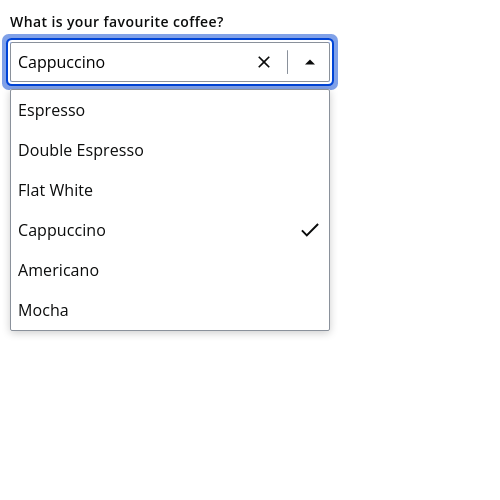 What is your favourite coffee?
Cappuccino
Espresso
Double Espresso
Flat White
Cappuccino
Americano
Mocha